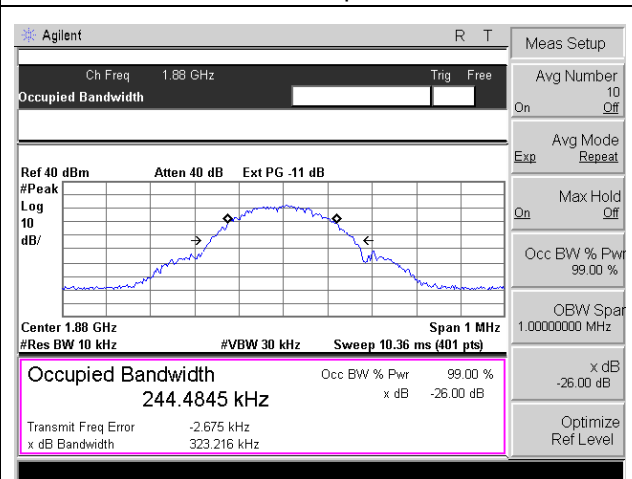 Agilent R T
Ch Freq 1.88 GHz Trig Free
Occupied Bandwidth
Ref 40 dBm Atten 40 dB Ext PG -11 dB
#Peak
Log
10
dB/
Center 1.88 GHz Span 1 MHz
#Res BW 10 kHz #VBW 30 kHz Sweep 10.36 ms (401 pts)
Occupied Bandwidth Occ BW % Pwr 99.00 %
244.4845 kHz x dB -26.00 dB
Transmit Freq Error -2.675 kHz
x dB Bandwidth 323.216 kHz
Meas Setup
Avg Number
10
On Off
Avg Mode
Exp Repeat
Max Hold
On Off
Occ BW % Pwr
99.00 %
OBW Span
1.00000000 MHz
x dB
-26.00 dB
Optimize
Ref Level